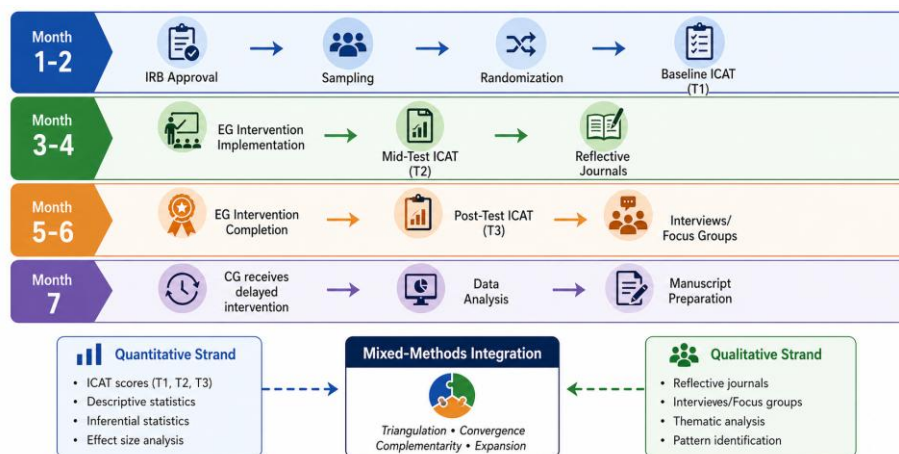 Month
1-2
IRB Approval
Sampling
Randomization
Baseline ICAT
(T1)
Month
3-4
EG Intervention
Implementation
Mid-Test ICAT
(T2)
Reflective
Journals
Month
5-6
EG Intervention
Completion
Post-Test ICAT
(T3)
Interviews/
Focus Groups
Month
7
CG receives
delayed
intervention
Data
Analysis
Manuscript
Preparation
Quantitative Strand
• ICAT scores (T1, T2, T3)
• Descriptive statistics
• Inferential statistics
• Effect size analysis
Mixed-Methods Integration
Triangulation • Convergence
Complementarity • Expansion
Qualitative Strand
• Reflective journals
• Intervieves/Focus groups
• Thematic analysis
• Pattern identification